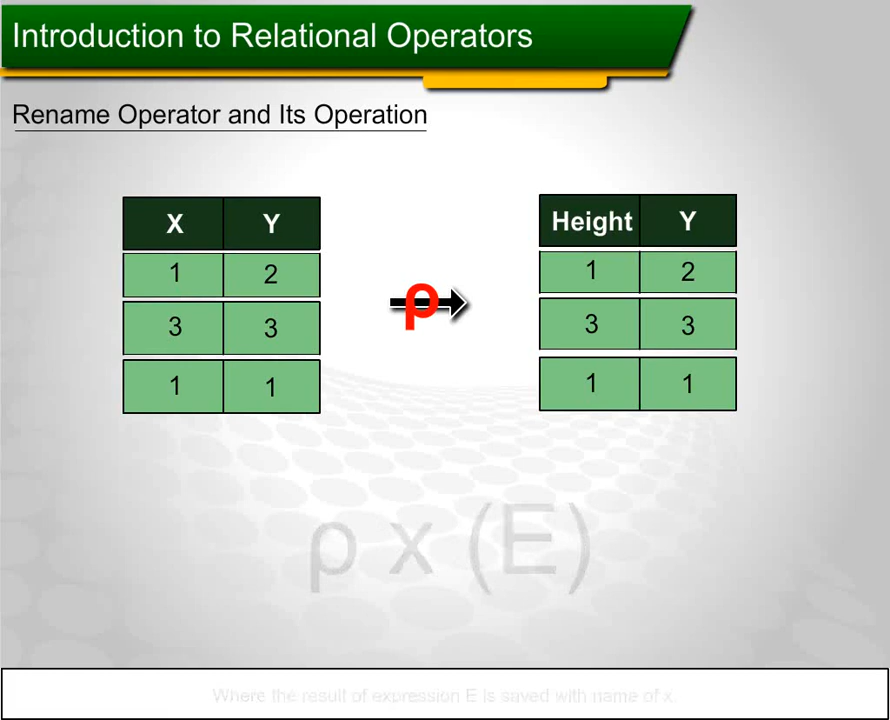 Introduction to Relational Operators
Rename Operator and Its Operation
X Y
1 2
3 3
1 1
ρ
Height Y
1 2
3 3
1 1
ρ x (E)
Where the result of expression E is saved with name of x.